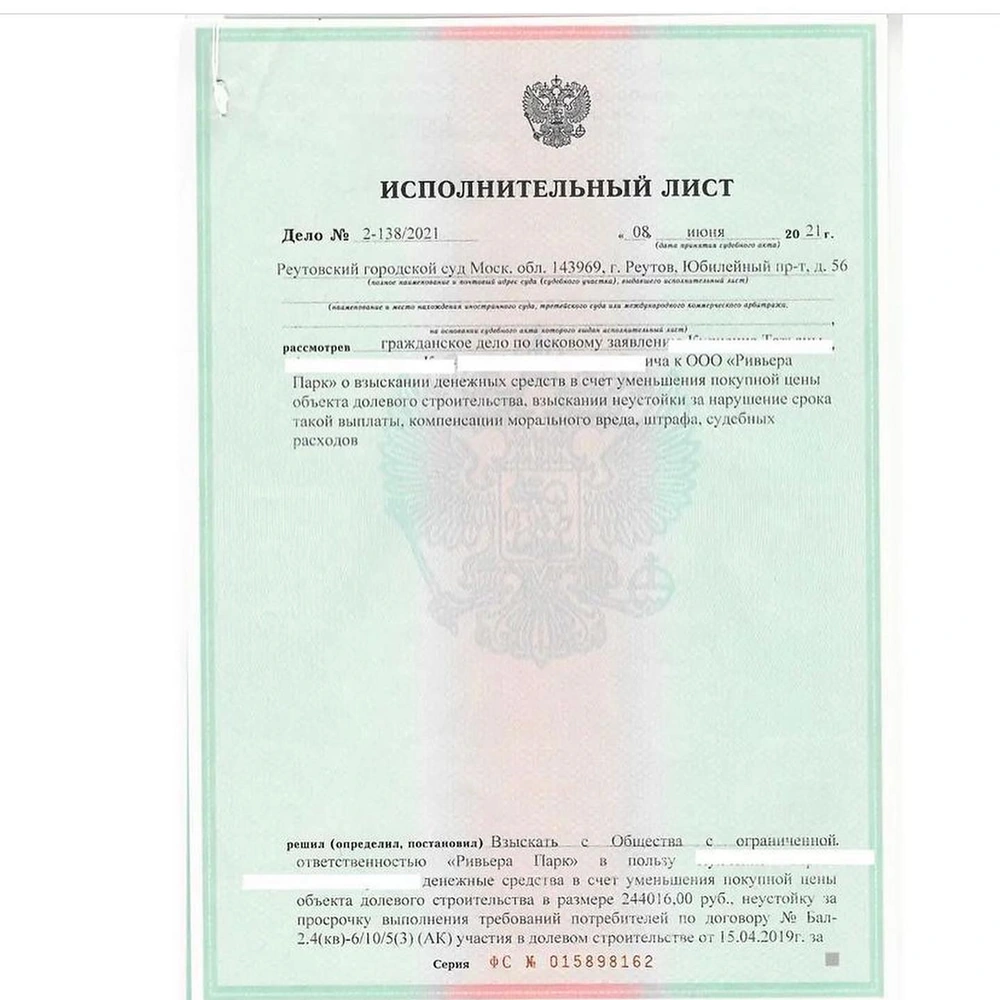 ИСПОЛНИТЕЛЬНЫЙ ЛИСТ
Дело № 2-138/2021 « 08 июня 20 21 г.
(дата принятия судебного акта)
Реутовский городской суд Моск. обл. 143969, г. Реутов, Юбилейный пр-т, д. 56
(полное наименование и почтовый адрес суда (судебного участка), выдавшего исполнительный лист)
(наименование и место нахождения иностранного суда, третейского суда или международного коммерческого арбитража,
на основании судебного акта которого выдан исполнительный лист)
рассмотрев гражданское дело по исковому
ича к ООО «Ривьера
Парк» о взыскании денежных средств в счет уменьшения покупной цены
объекта долевого строительства, взыскании неустойки за нарушение срока
такой выплаты, компенсации морального вреда, штрафа, судебных
расходов
решил (определил, постановил) Взыскать с Общества с ограниченной
ответственностью «Ривьера Парк» в пользу
денежные средства в счет уменьшения покупной цены
объекта долевого строительства в размере 244016,00 руб., неустойку за
просрочку выполнения требований потребителей по договору № Бал-
2.4(кв)-6/10/5(3) (АК) участия в долевом строительстве от 15.04.2019г. за
Серия ФС № 015898162